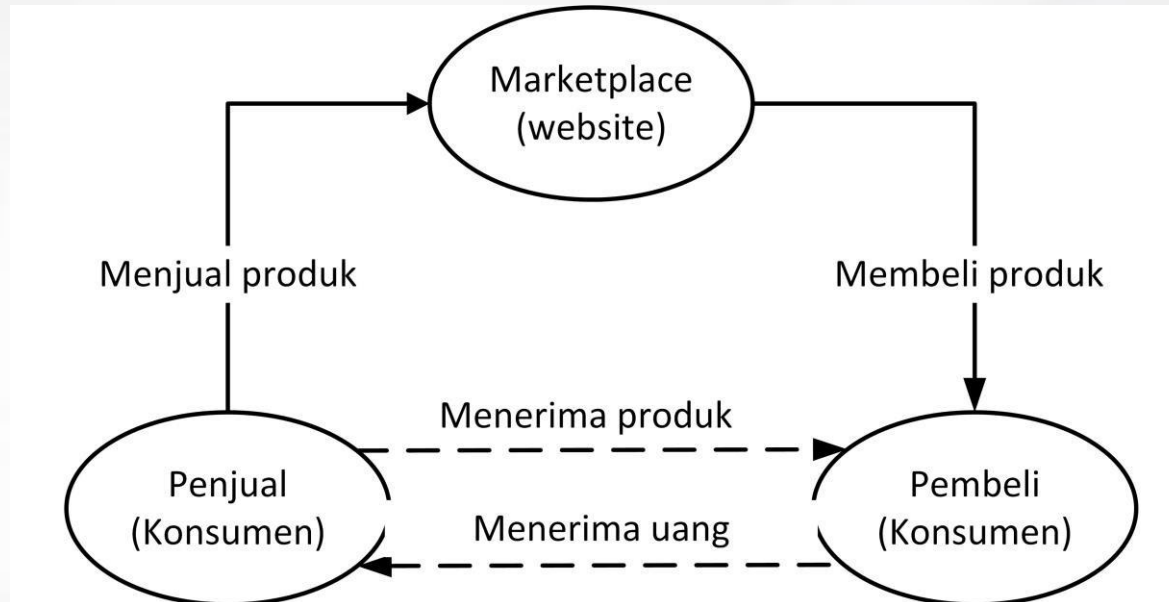 Marketplace
(website)
Menjual produk
Membeli produk
Menerima produk
Penjual
(Konsumen)
Menerima uang
Pembeli
(Konsumen)